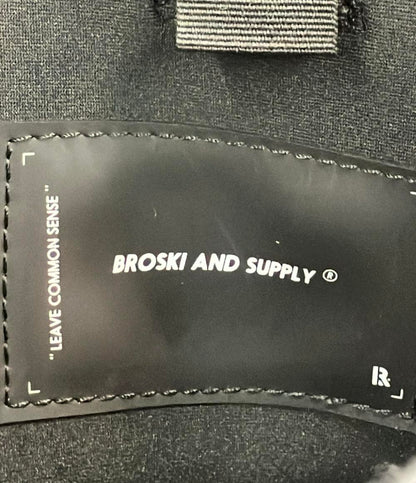 " LEAVE COMMON SENSE "
BROSKI AND SUPPLY ®